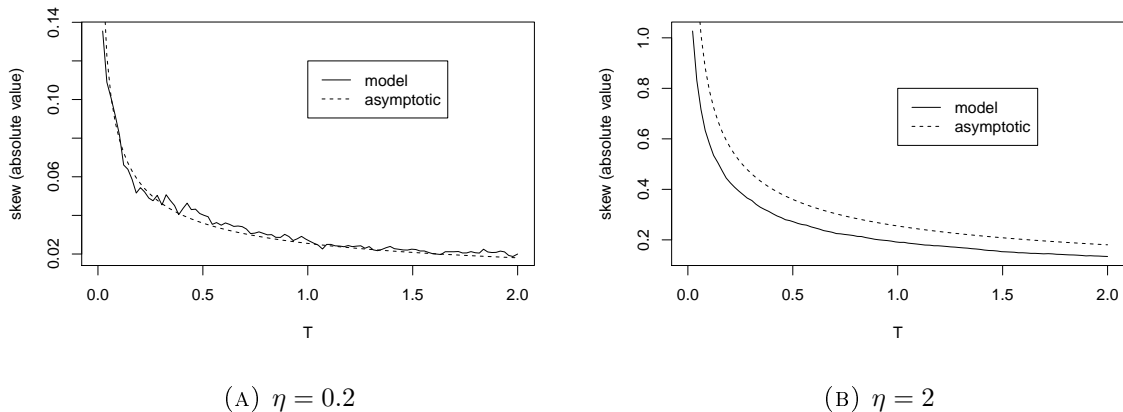 skew (absolute value)
0.14
0.10
0.06
0.02
model
asymptotic
0.0 0.5 1.0 1.5 2.0
T
(A) η = 0.2
skew (absolute value)
1.0
0.8
0.6
0.4
0.2
model
asymptotic
0.0 0.5 1.0 1.5 2.0
T
(B) η = 2